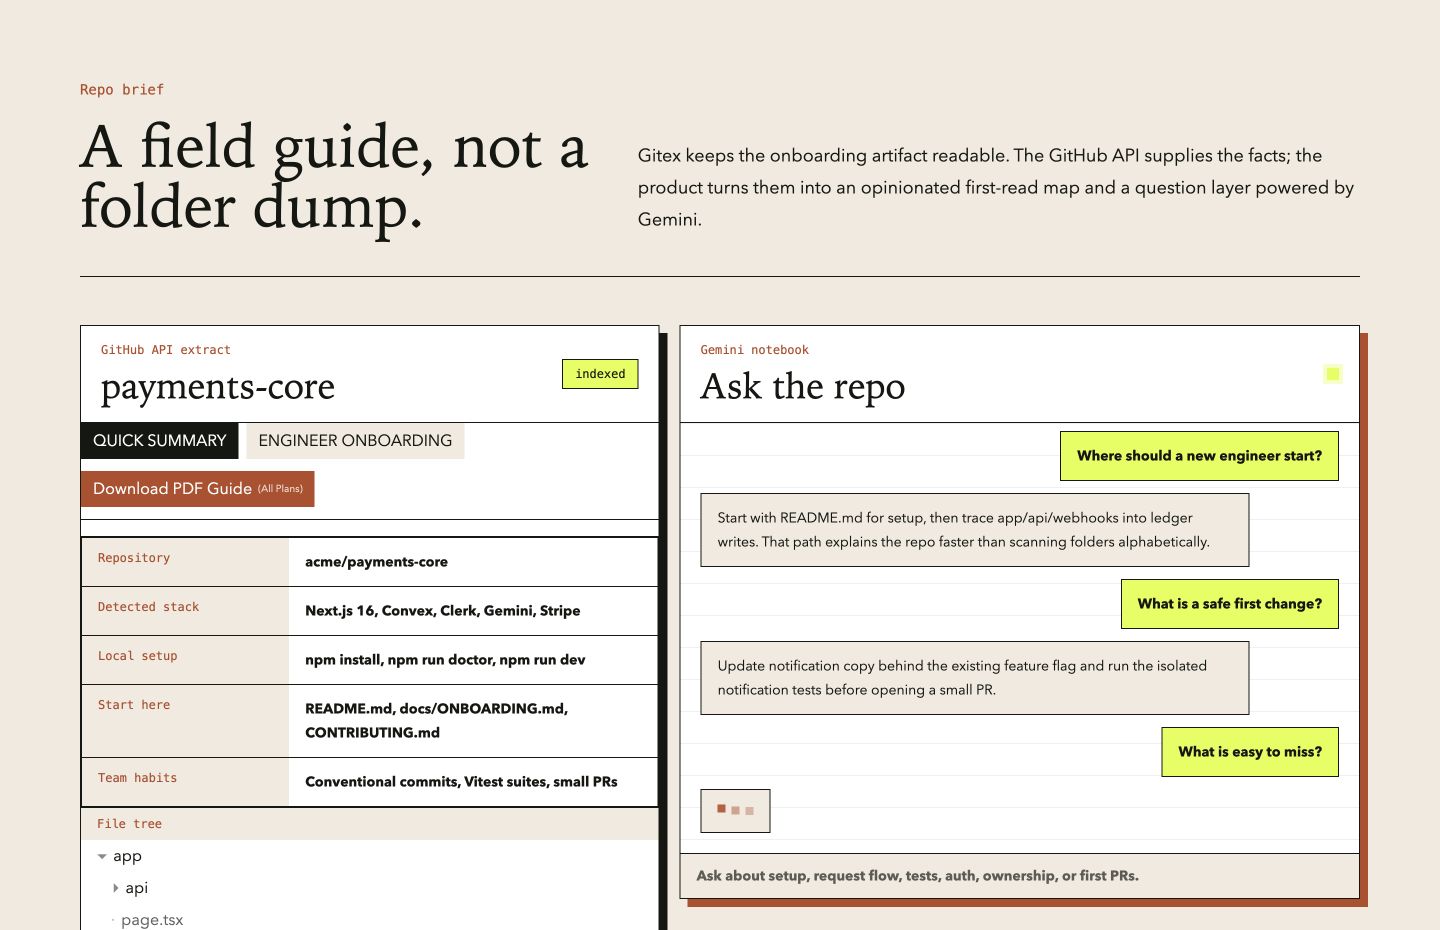 Repo brief
A field guide, not a
folder dump.
Gitex keeps the onboarding artifact readable. The GitHub API supplies the facts; the
product turns them into an opinionated first-read map and a question layer powered by
Gemini.
GitHub API extract
payments-core
indexed
QUICK SUMMARY
ENGINEER ONBOARDING
Download PDF Guide (All Plans)
Repository
acme/payments-core
Detected stack
Next.js 16, Convex, Clerk, Gemini, Stripe
Local setup
npm install, npm run doctor, npm run dev
Start here
README.md, docs/ONBOARDING.md,
CONTRIBUTING.md
Team habits
Conventional commits, Vitest suites, small PRs
File tree
app
api
page.tsx
Gemini notebook
Ask the repo
Where should a new engineer start?
Start with README.md for setup, then trace app/api/webhooks into ledger
writes. That path explains the repo faster than scanning folders alphabetically.
What is a safe first change?
Update notification copy behind the existing feature flag and run the isolated
notification tests before opening a small PR.
What is easy to miss?
Ask about setup, request flow, tests, auth, ownership, or first PRs.